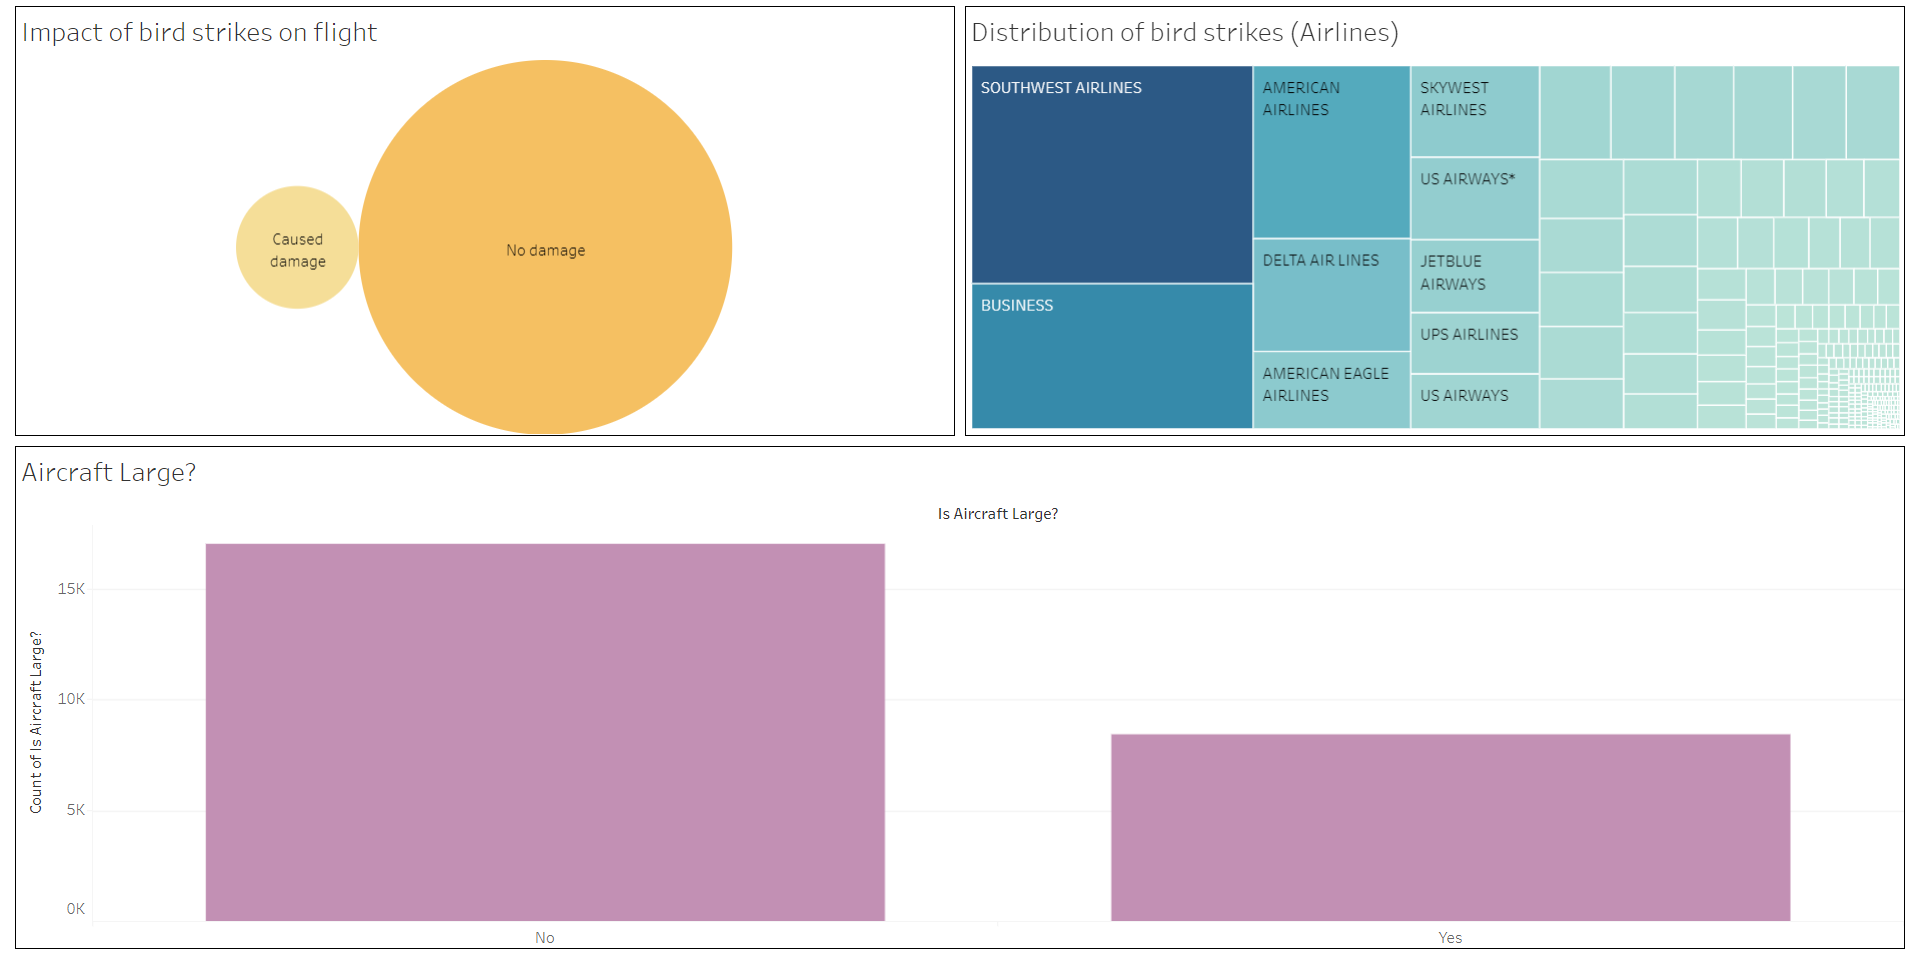 Impact of bird strikes on flight
Caused
damage
No damage
Distribution of bird strikes (Airlines)
SOUTHWEST AIRLINES
BUSINESS
AMERICAN
AIRLINES
DELTA AIR LINES
AMERICAN EAGLE
AIRLINES
SKYWEST
AIRLINES
US AIRWAYS*
JETBLUE
AIRWAYS
UPS AIRLINES
US AIRWAYS
Aircraft Large?
Is Aircraft Large?
Count of Is Aircraft Large?
15K
10K
5K
0K
No
Yes